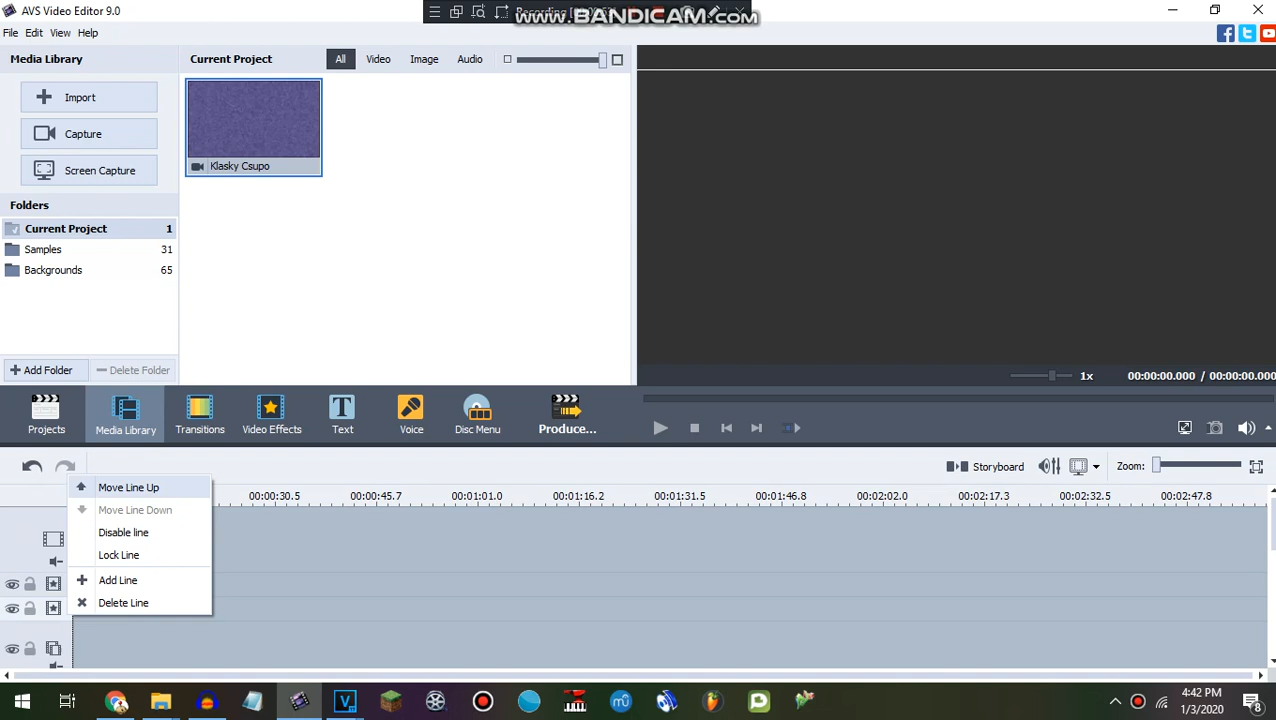 AVS Video Editor 9.0
www.BANDICAM.com
File Edit View Help
Media Library
Current Project
All Video Image Audio
Import
Capture
Screen Capture
Klasky Csupo
Folders
Current Project 1
Samples 31
Backgrounds 65
Add Folder
Delete Folder
1x 00:00:00.000 / 00:00:00.000
Projects
Media Library
Transitions
Video Effects
Text
Voice
Disc Menu
Produce...
Storyboard
Zoom:
00:00:30.5 00:00:45.7 00:01:01.0 00:01:16.2 00:01:31.5 00:01:46.8 00:02:02.0 00:02:17.3 00:02:32.5 00:02:47.8
Move Line Up
Move Line Down
Disable line
Lock Line
Add Line
Delete Line
4:42 PM
1/3/2020
8